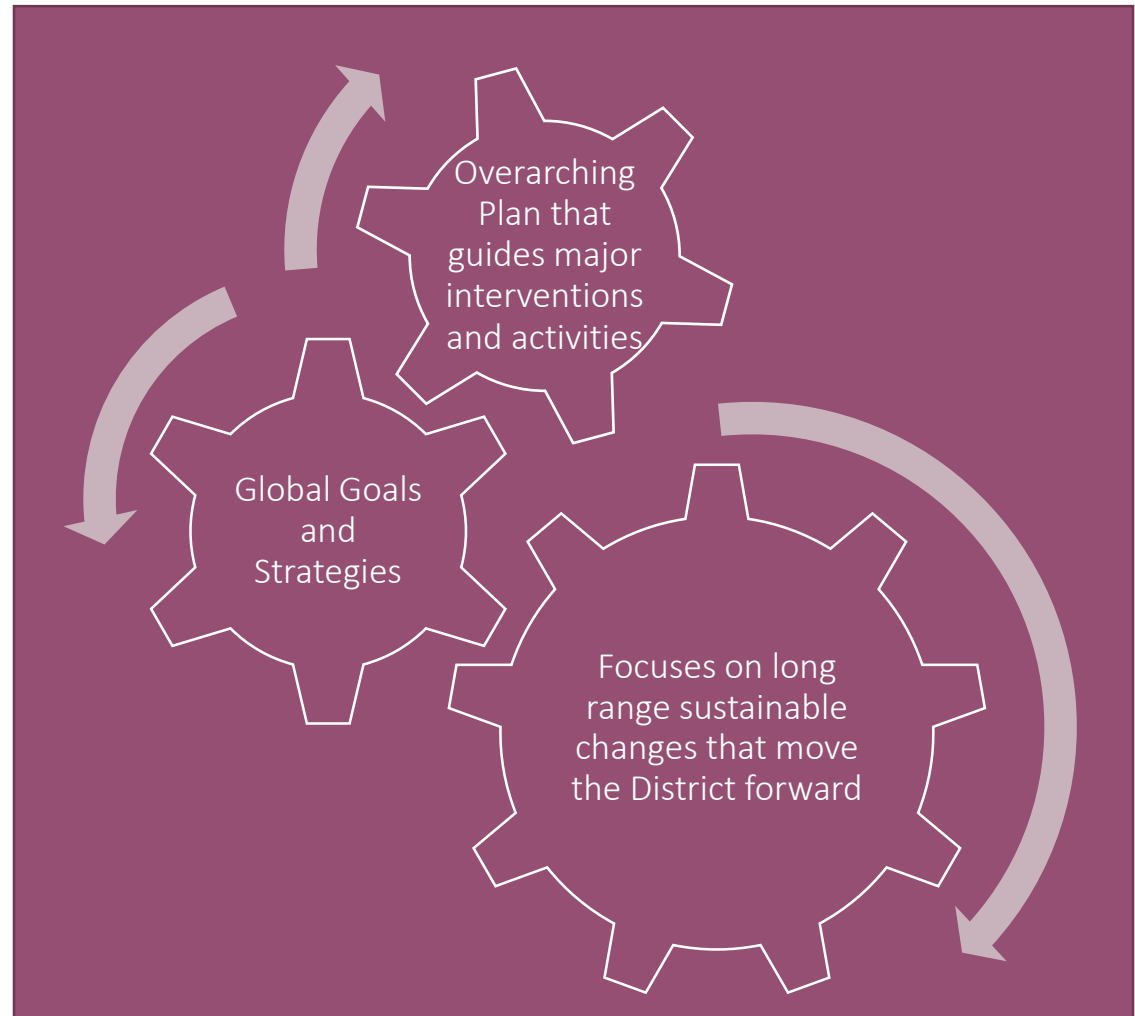 Overarching
Plan that
guides major
interventions
and activities
Global Goals
and
Strategies
Focuses on long
range sustainable
changes that move
the District forward